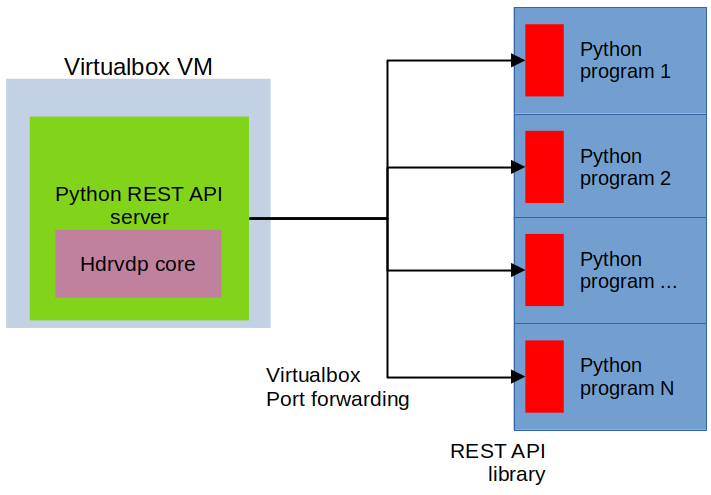 Virtualbox VM
Python REST API
server
Hdrvdp core
Virtualbox
Port forwarding
Python
program 1
Python
program 2
Python
program ...
Python
program N
REST API
library